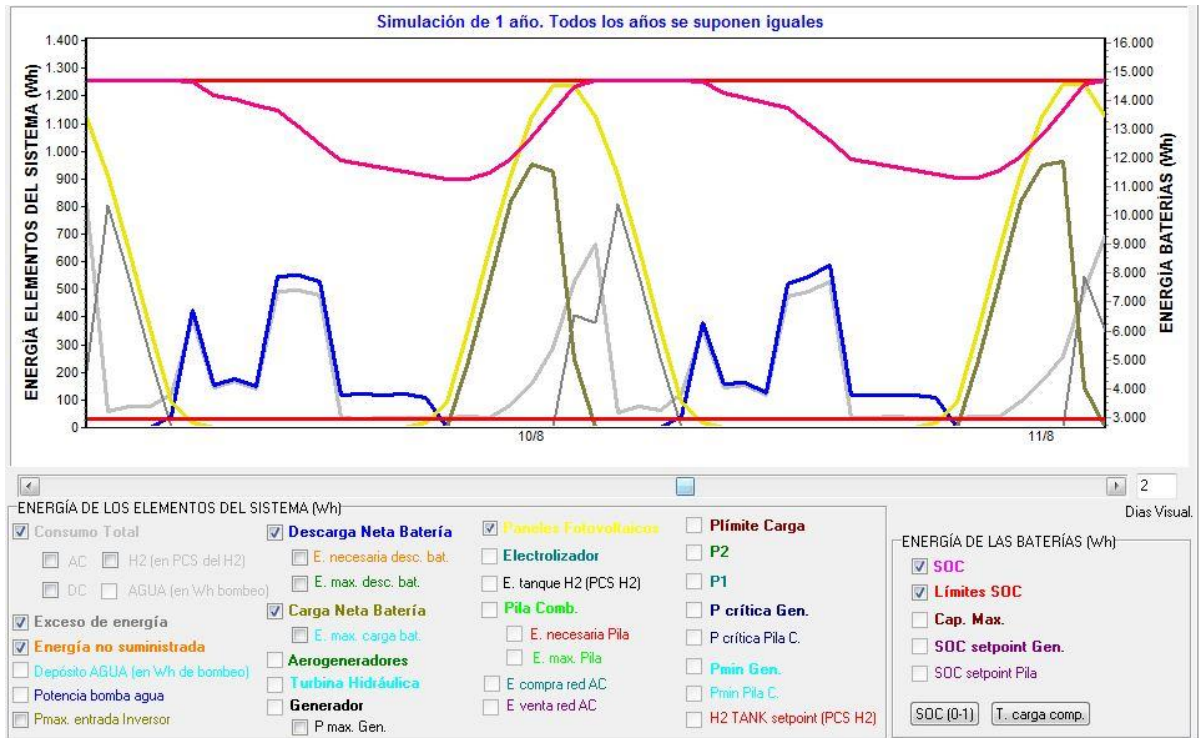 Simulación de 1 año. Todos los años se suponen iguales
ENERGÍA ELEMENTOS DEL SISTEMA (Wh)
1.400
1.300
1.200
1.100
1.000
900
800
700
600
500
400
300
200
100
0
10/8
11/8
16.000
15.000
14.000
13.000
12.000
11.000
10.000
9.000
8.000
7.000
6.000
5.000
4.000
3.000
ENERGÍA BATERÍAS (Wh)
2
Dias Visual.
ENERGÍA DE LOS ELEMENTOS DEL SISTEMA (Wh)
Consumo Total
AC
H2 (en PCS del H2)
DC
AGUA (en Wh bombeo)
Exceso de energía
Energía no suministrada
Depósito AGUA (en Wh de bombeo)
Potencia bomba agua
Pmax. entrada Inversor
Descarga Neta Batería
E. necesaria desc. bat.
E. max. desc. bat.
Carga Neta Batería
E. max. carga bat.
Aerogeneradores
Turbina Hidráulica
Generador
P max. Gen.
Paneles Fotovoltaicos
Electrolizador
E. tanque H2 (PCS H2)
Pila Comb.
E. necesaria Pila
E. max. Pila
E compra red AC
E venta red AC
Plímite Carga
P2
P1
P crítica Gen.
P crítica Pila C.
Pmin Gen.
Pmin Pila C.
H2 TANK setpoint (PCS H2)
ENERGÍA DE LAS BATERÍAS (Wh)
SOC
Límites SOC
Cap. Max.
SOC setpoint Gen.
SOC setpoint Pila
SOC (0-1)
T. carga comp.